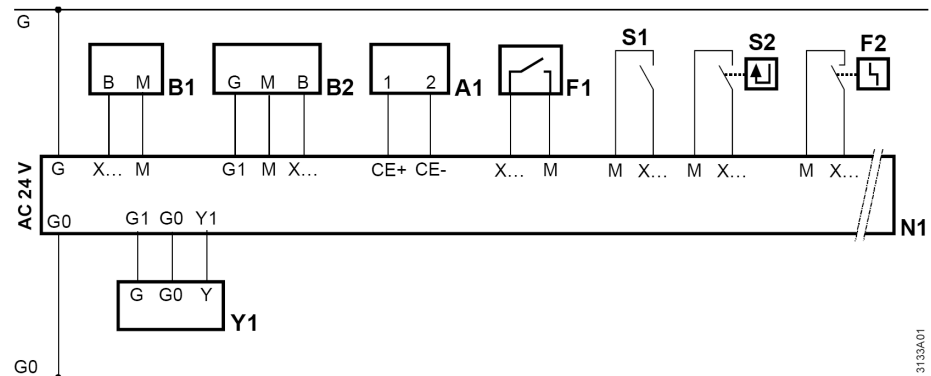 G
S1
S2
F2
B M B1
G M B B2
1 2 A1
F1
G X... M G1 M X... CE+ CE- X... M M X... M X... M X...
AC 24 V
G0 G1 G0 Y1
N1
G G0 Y
Y1
G0
3133A01